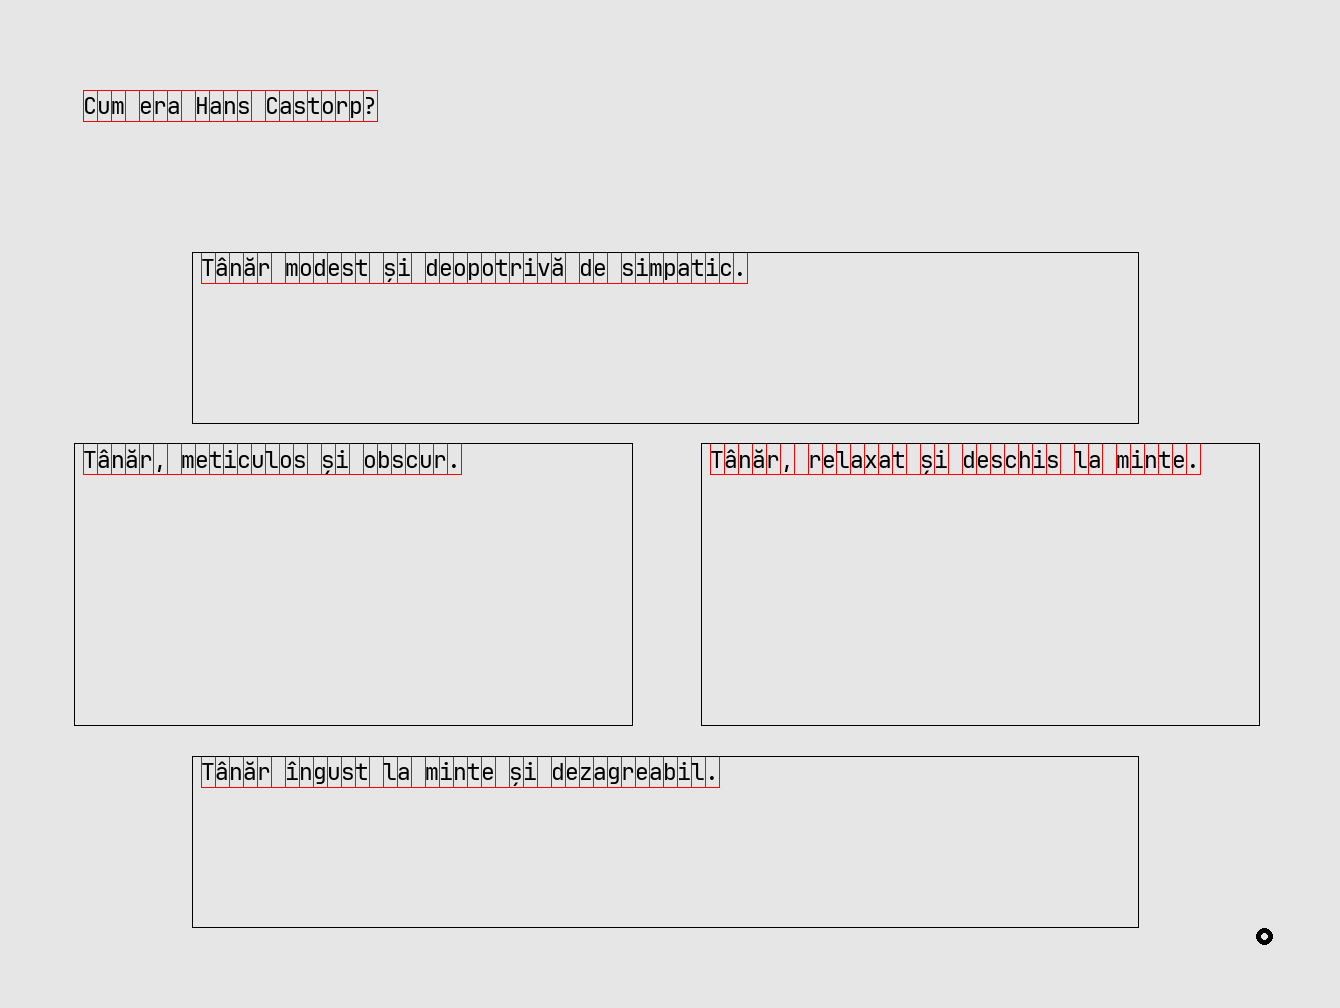 Cum era Hans Castorp?
Tânăr modest și deopotrivă de simpatic.
Tânăr, meticulos și obscur.
Tânăr, relaxat și deschis la minte.
Tânăr îngust la minte și dezagreabil.